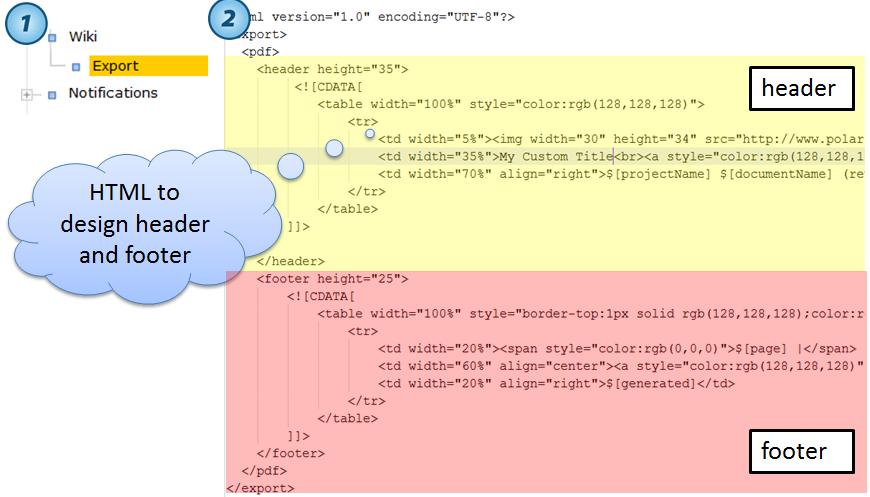 1
Wiki
Export
Notifications
HTML to
design header
and footer
2
ml version="1.0" encoding="UTF-8"?>
xport>
<pdf>
<header height="35">
<![CDATA[
<table width="100%" style="color:rgb(128,128,128)">
<tr>
<td width="5%"><img width="30" height="34" src="http://www.polar
<td width="35%">My Custom Title<br><a style="color:rgb(128,128,1
<td width="70%" align="right">$[projectName] $[documentName] (re
</tr>
</table>
]]>
</header>
header
<footer height="25">
<![CDATA[
<table width="100%" style="border-top:1px solid rgb(128,128,128);color:r
<tr>
<td width="20%"><span style="color:rgb(0,0,0)">$[page] |</span>
<td width="60%" align="center"><a style="color:rgb(128,128,128)"
<td width="20%" align="right">$[generated]</td>
</tr>
</table>
]]>
</footer>
footer
</pdf>
</export>